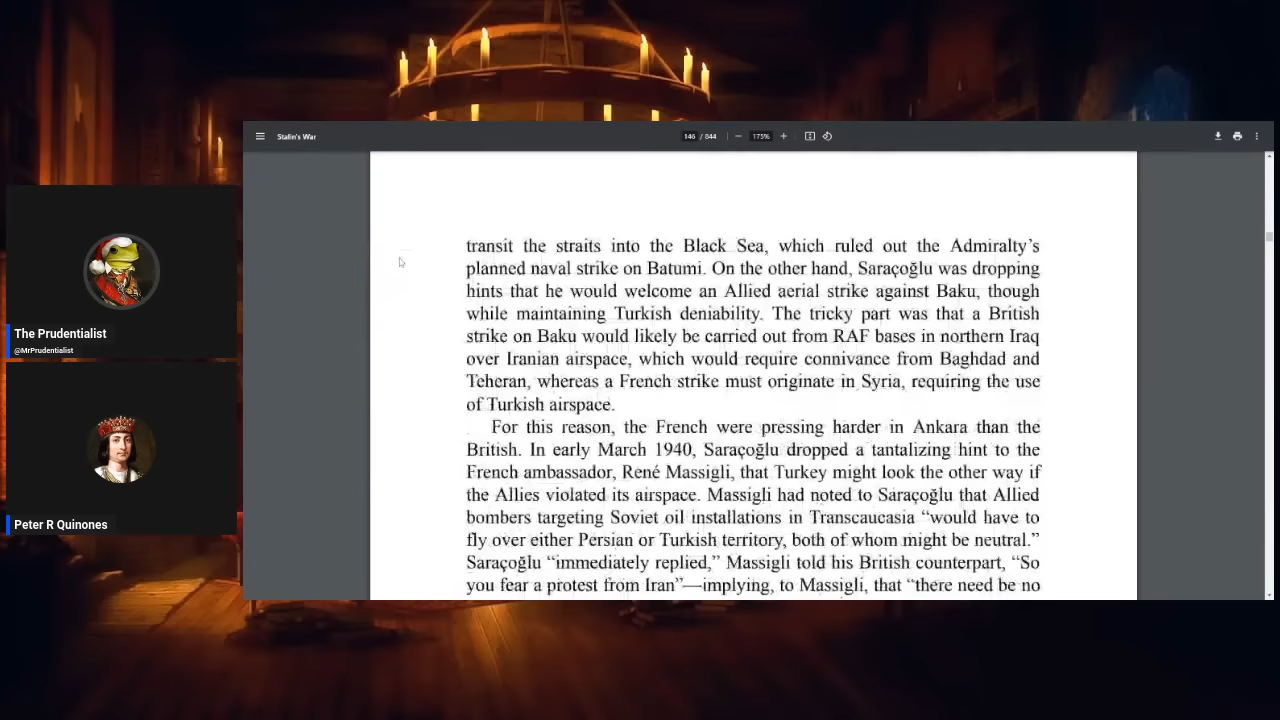 Stalin's War
146 / 844
175%
transit the straits into the Black Sea, which ruled out the Admiralty's
planned naval strike on Batumi. On the other hand, Saraçoğlu was dropping
hints that he would welcome an Allied aerial strike against Baku, though
while maintaining Turkish deniability. The tricky part was that a British
strike on Baku would likely be carried out from RAF bases in northern Iraq
over Iranian airspace, which would require connivance from Baghdad and
Teheran, whereas a French strike must originate in Syria, requiring the use
of Turkish airspace.
For this reason, the French were pressing harder in Ankara than the
British. In early March 1940, Saraçoğlu dropped a tantalizing hint to the
French ambassador, René Massigli, that Turkey might look the other way if
the Allies violated its airspace. Massigli had noted to Saraçoğlu that Allied
bombers targeting Soviet oil installations in Transcaucasia “would have to
fly over either Persian or Turkish territory, both of whom might be neutral.”
Saraçoğlu “immediately replied,” Massigli told his British counterpart, “So
you fear a protest from Iran”—implying, to Massigli, that “there need be no
The Prudentialist
@MrPrudentialist
Peter R Quinones